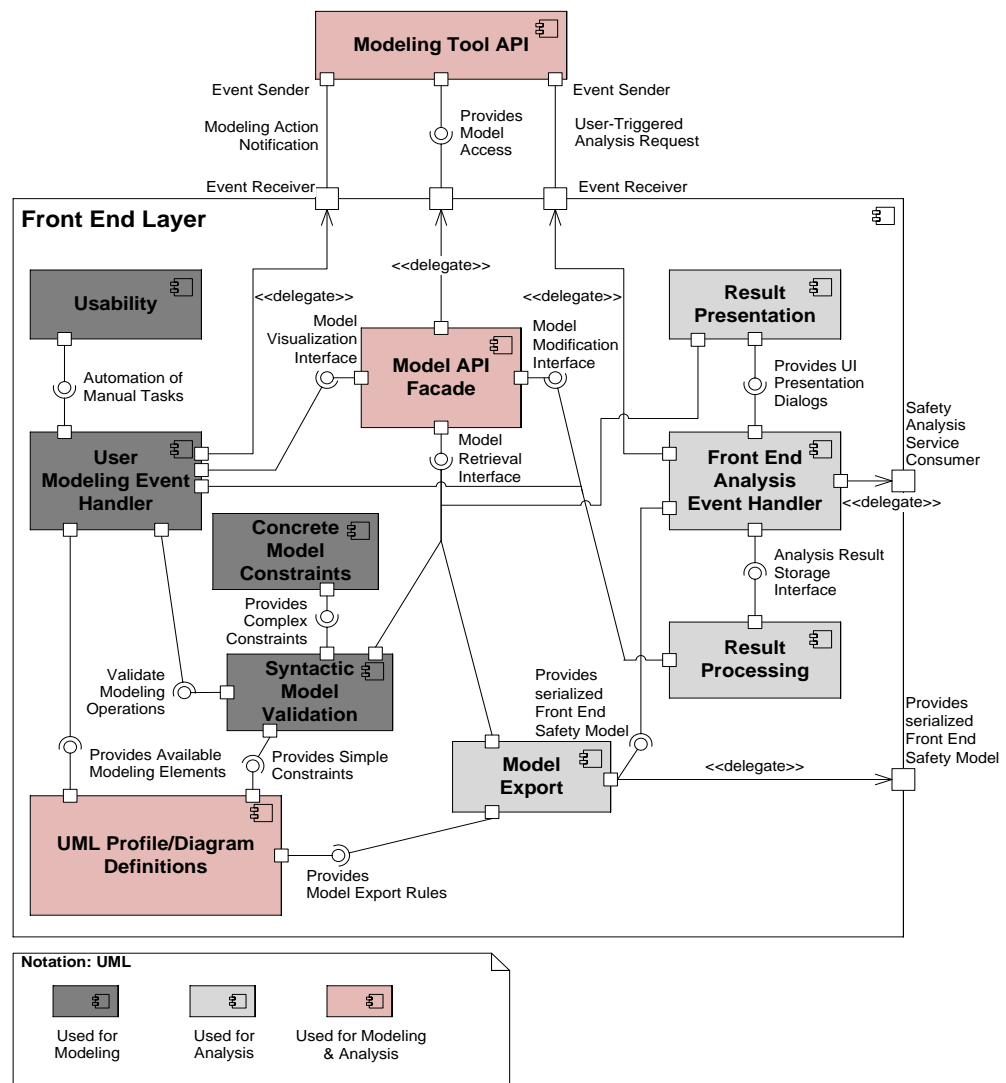 Modeling Tool API
Event Sender
Event Sender
Modeling Action
Notification
Provides
Model
Access
User-Triggered
Analysis Request
Event Receiver
Event Receiver
Front End Layer
<<delegate>>
<<delegate>>
<<delegate>>
Usability
Result
Presentation
Model
Visualization
Interface
Model API
Facade
Model
Modification
Interface
Automation of
Manual Tasks
Provides UI
Presentation
Dialogs
Safety
Analysis
Service
Consumer
User
Modeling Event
Handler
Model
Retrieval
Interface
Front End
Analysis
Event Handler
<<delegate>>
Concrete
Model
Constraints
Analysis Result
Storage
Interface
Provides
Complex
Constraints
Result
Processing
Validate
Modeling
Operations
Syntactic
Model
Validation
Provides
serialized
Front End
Safety Model
Provides
serialized
Front End
Safety Model
Provides Available
Modeling Elements
Provides Simple
Constraints
Model
Export
<<delegate>>
UML Profile/Diagram
Definitions
Provides
Model Export Rules
Notation: UML
Used for
Modeling
Used for
Analysis
Used for Modeling
& Analysis